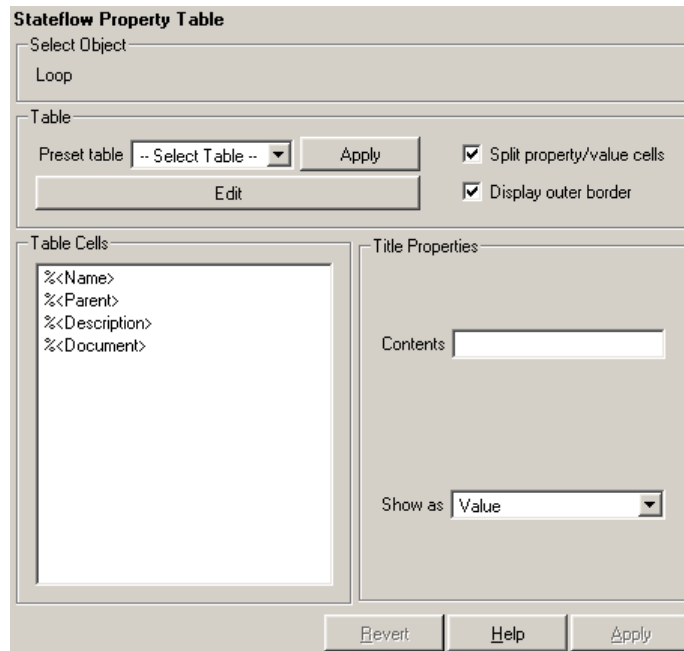 Stateflow Property Table
Select Object
Loop
Table
Preset table -- Select Table -- Apply
Split property/value cells
Edit
Display outer border
Table Cells
%<Name>
%<Parent>
%<Description>
%<Document>
Title Properties
Contents
Show as Value
Revert Help Apply